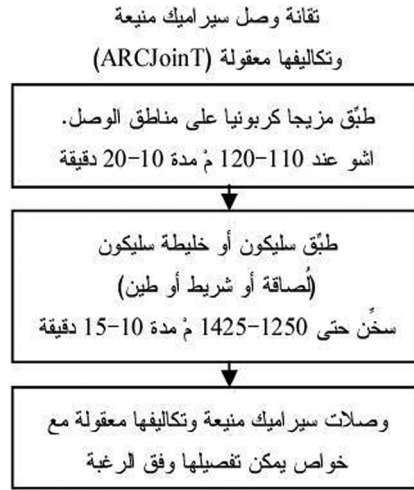 تقانة وصل سيراميك منيعة
وتكاليفها معقولة (ARCJoinT)
طبِّق مزيجا كربونيا على مناطق الوصل.
اشو عند 110–120 مْ مدة 10–20 دقيقة
طبِّق سليكون أو خليطة سليكون
(لُصاقة أو شريط أو طين)
سخِّن حتى 1250–1425 مْ مدة 10–15 دقيقة
وصلات سيراميك منيعة وتكاليفها معقولة مع
خواص يمكن تفصيلها وفق الرغبة